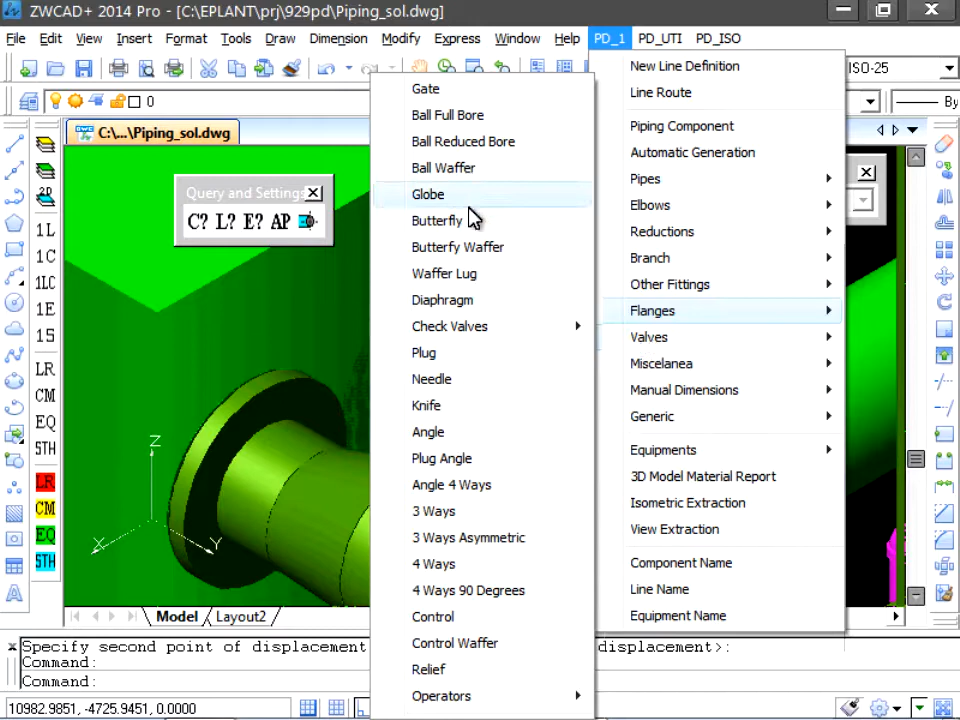 ZWCAD+ 2014 Pro - [C:\EPLANT\prj\929pd\Piping_sol.dwg]
File Edit View Insert Format Tools Draw Dimension Modify Express Window Help PD_1 PD_UTI PD_ISO
ISO-25
0
By
C:\...\Piping_sol.dwg
Query and Settings
C? L? E? AP
2D
1L
1C
1LC
1E
1S
LR
CM
EQ
STH
LR
CM
EQ
STH
Gate
Ball Full Bore
Ball Reduced Bore
Ball Waffer
Globe
Butterfly
Butterfy Waffer
Waffer Lug
Diaphragm
Check Valves
Plug
Needle
Knife
Angle
Plug Angle
Angle 4 Ways
3 Ways
3 Ways Asymmetric
4 Ways
4 Ways 90 Degrees
Control
Control Waffer
Relief
Operators
New Line Definition
Line Route
Piping Component
Automatic Generation
Pipes
Elbows
Reductions
Branch
Other Fittings
Flanges
Valves
Miscelanea
Manual Dimensions
Generic
Equipments
3D Model Material Report
Isometric Extraction
View Extraction
Component Name
Line Name
Equipment Name
Z
X
Y
Model Layout2
Specify second point of displacement
displacement>:
Command:
Command:
10982.9851, -4725.9451, 0.0000